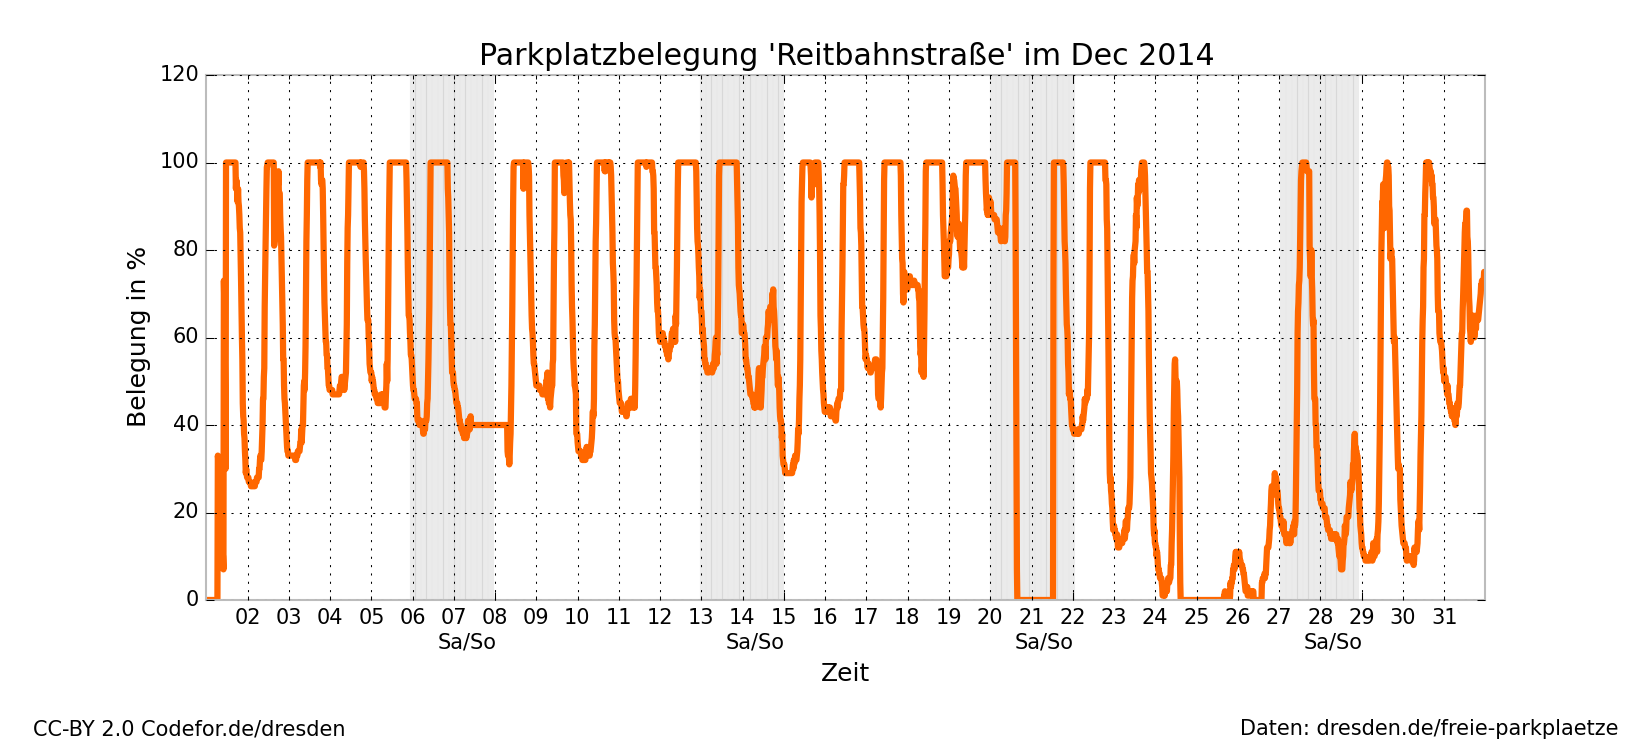 Parkplatzbelegung 'Reitbahnstraße' im Dec 2014
120
100
80
60
40
20
0
Belegung in %
02 03 04 05 06 07 08 09 10 11 12 13 14 15 16 17 18 19 20 21 22 23 24 25 26 27 28 29 30 31
Sa/So Sa/So Sa/So Sa/So
Zeit
CC-BY 2.0 Codefor.de/dresden
Daten: dresden.de/freie-parkplaetze